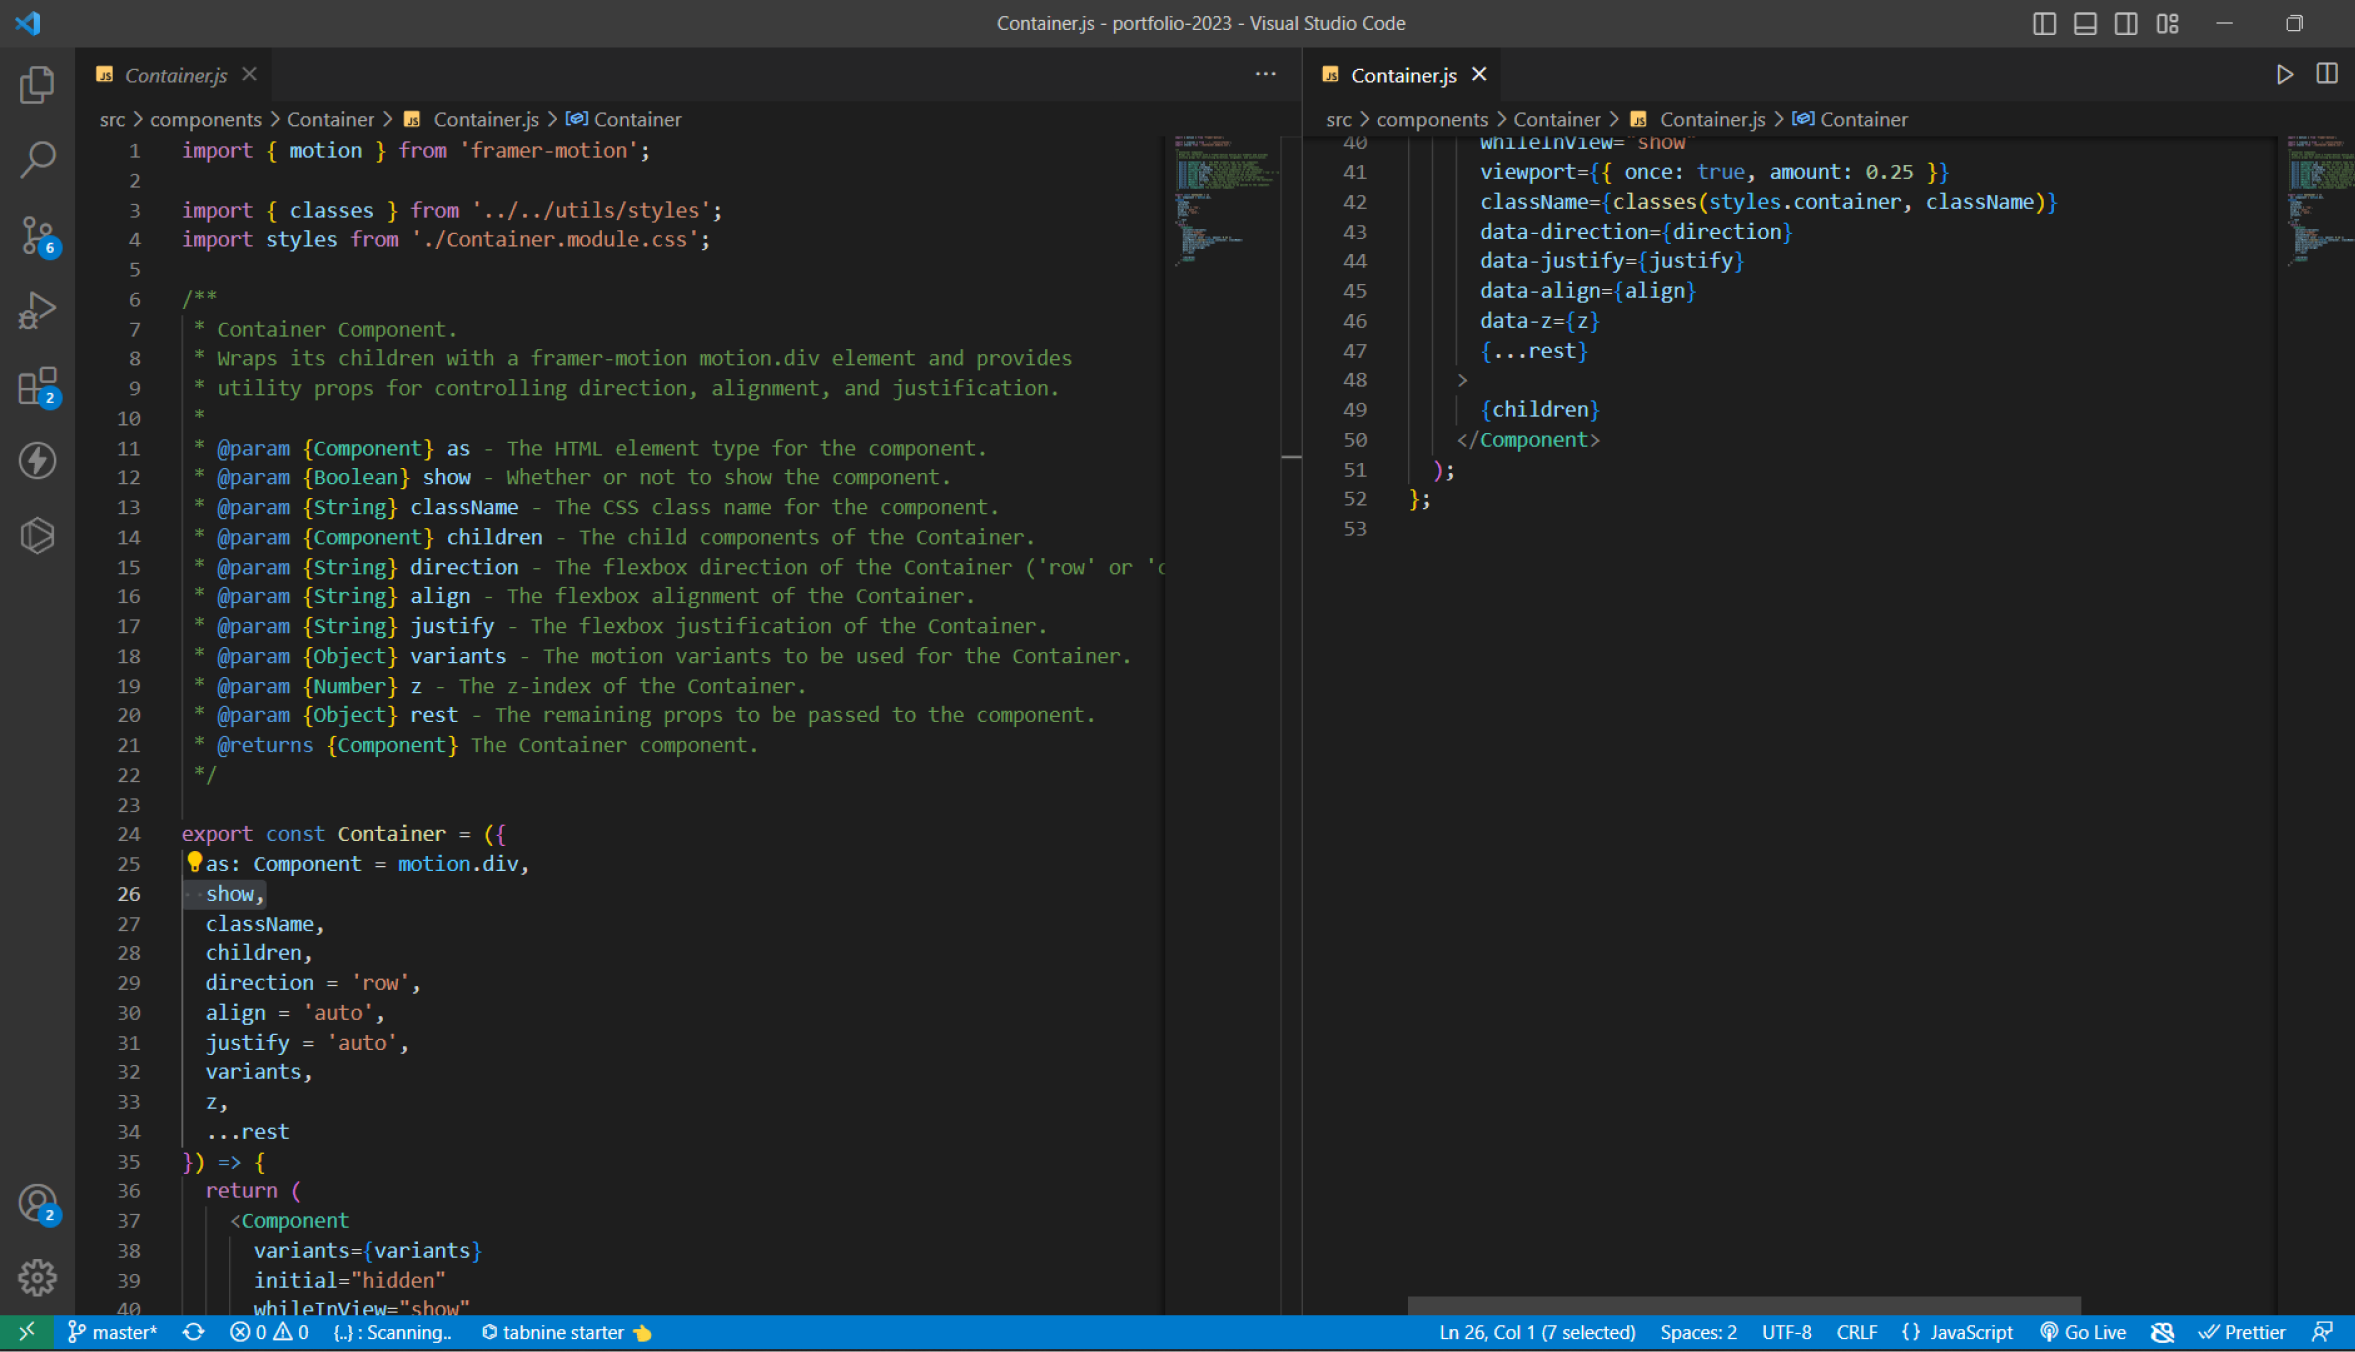 Container.js - portfolio-2023 - Visual Studio Code
Container.js
src > components > Container > JS Container.js > Container
1 import { motion } from 'framer-motion';
2
3 import { classes } from '../../utils/styles';
4 import styles from './Container.module.css';
5
6 /**
7 * Container Component.
8 * Wraps its children with a framer-motion motion.div element and provides
9 * utility props for controlling direction, alignment, and justification.
10 *
11 * @param {Component} as - The HTML element type for the component.
12 * @param {Boolean} show - Whether or not to show the component.
13 * @param {String} className - The CSS class name for the component.
14 * @param {Component} children - The child components of the Container.
15 * @param {String} direction - The flexbox direction of the Container ('row' or 'c
16 * @param {String} align - The flexbox alignment of the Container.
17 * @param {String} justify - The flexbox justification of the Container.
18 * @param {Object} variants - The motion variants to be used for the Container.
19 * @param {Number} z - The z-index of the Container.
20 * @param {Object} rest - The remaining props to be passed to the component.
21 * @returns {Component} The Container component.
22 */
23
24 export const Container = ({
25 as: Component = motion.div,
26 show,
27 className,
28 children,
29 direction = 'row',
30 align = 'auto',
31 justify = 'auto',
32 variants,
33 z,
34 ...rest
35 }) => {
36 return (
37 <Component
38 variants={variants}
39 initial="hidden"
40 whileInView="show"
JS Container.js
src > components > Container > JS Container.js > Container
40 whileInView="show"
41 viewport={{ once: true, amount: 0.25 }}
42 className={classes(styles.container, className)}
43 data-direction={direction}
44 data-justify={justify}
45 data-align={align}
46 data-z={z}
47 {...rest}
48 >
49 {children}
50 </Component>
51 );
52 };
53
6
2
2
master* 0 0 {..} : Scanning.. tabnine starter Ln 26, Col 1 (7 selected) Spaces: 2 UTF-8 CRLF {} JavaScript Go Live Prettier